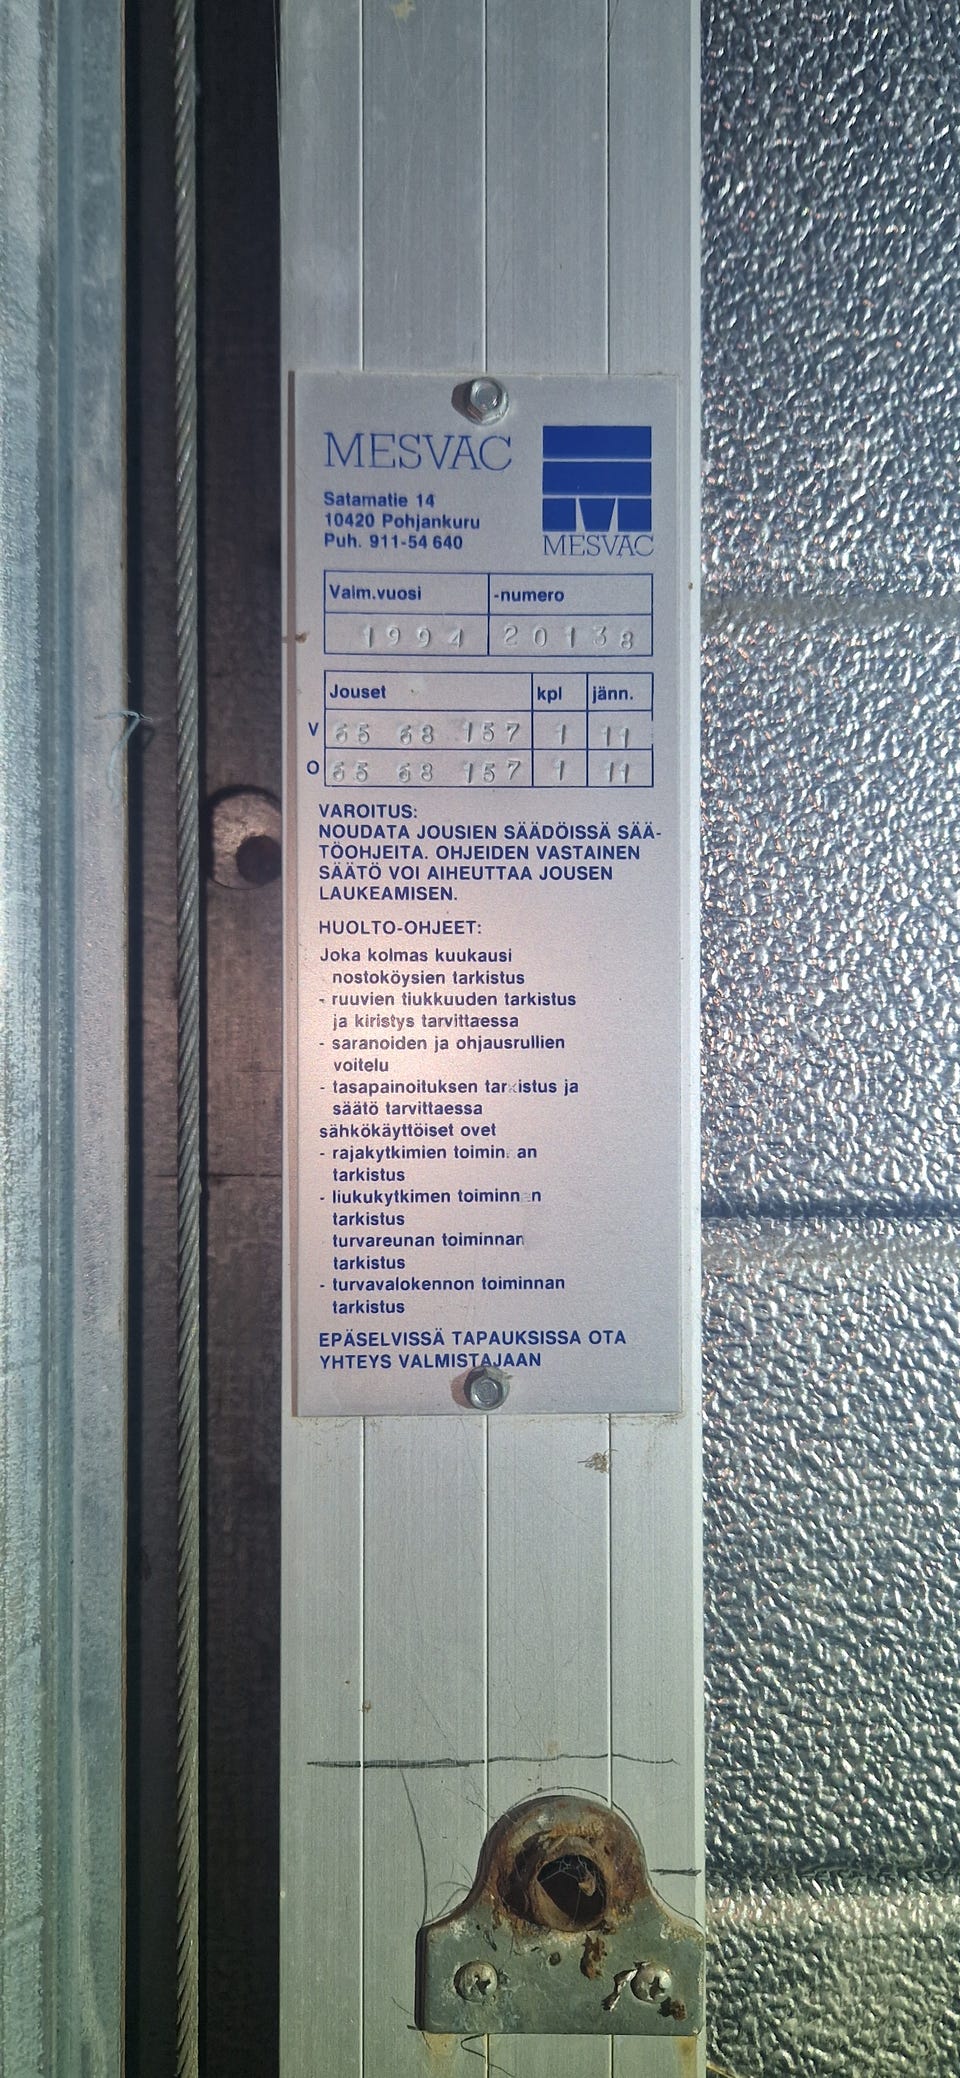 MESVAC
Satamatie 14
10420 Pohjankuru
Puh. 911-54 640
MESVAC
Valm.vuosi -numero
1994 20138
Jouset kpl jänn.
V 65 68 157 1 11
O 65 68 157 1 11
VAROITUS:
NOUDATA JOUSIEN SÄÄDÖISSÄ SÄÄ-
TÖOHJEITA. OHJEIDEN VASTAINEN
SÄÄTÖ VOI AIHEUTTAA JOUSEN
LAUKEAMISEN.
HUOLTO-OHJEET:
Joka kolmas kuukausi
nostoköysien tarkistus
- ruuvien tiukkuuden tarkistus
ja kiristys tarvittaessa
- saranoiden ja ohjausrullien
voitelu
- tasapainoituksen tarkistus ja
säätö tarvittaessa
sähkökäyttöiset ovet
- rajakytkimien toiminnan
tarkistus
- liukukytkimen toiminnan
tarkistus
turvareunan toiminnan
tarkistus
- turvavalokennon toiminnan
tarkistus
EPÄSELVISSÄ TAPAUKSISSA OTA
YHTEYS VALMISTAJAAN